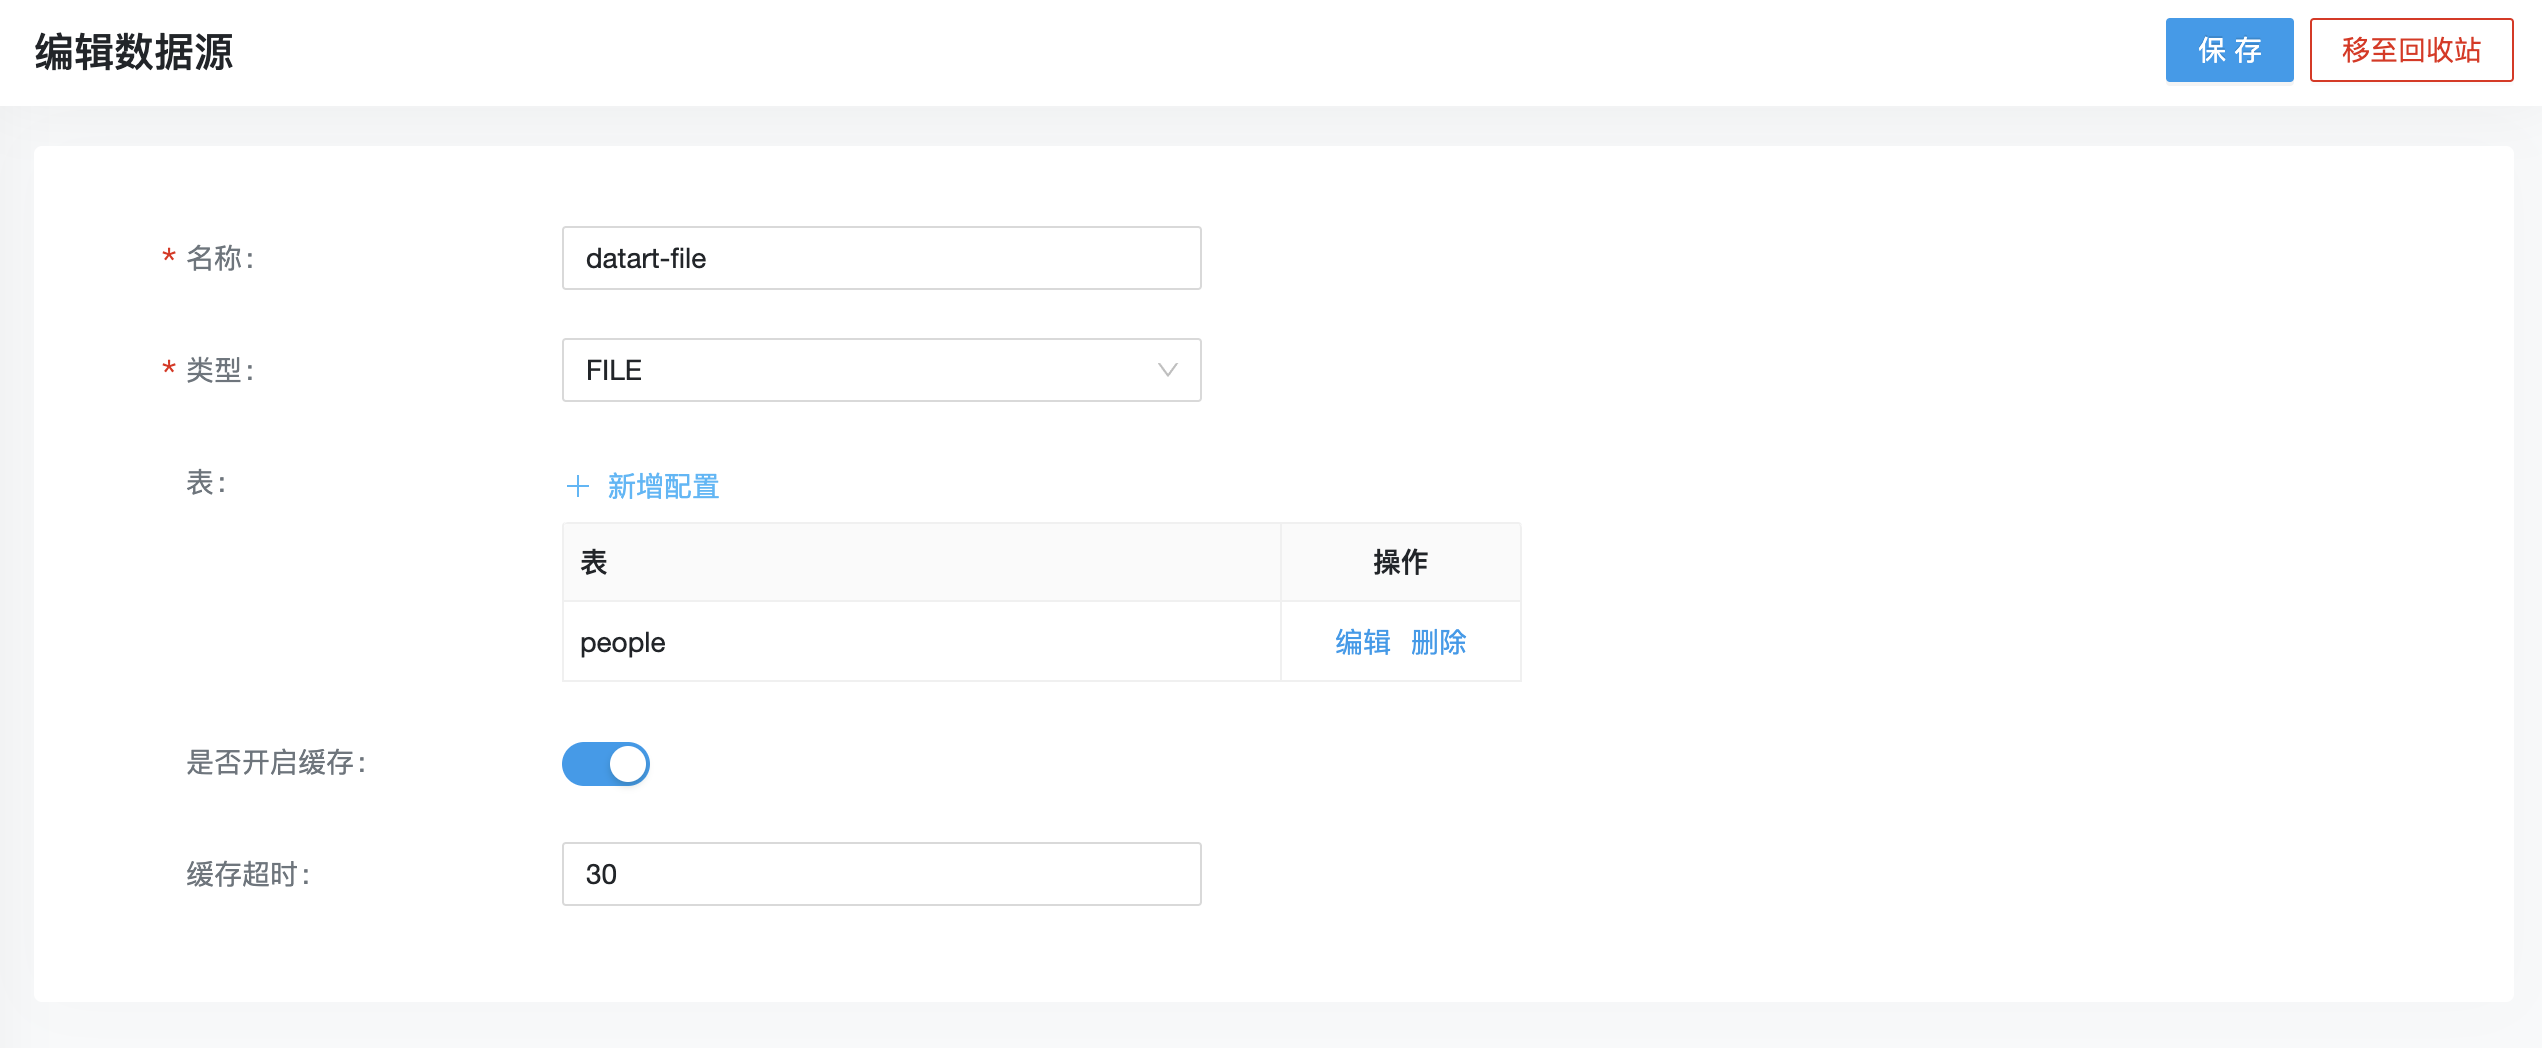 编辑数据源
保 存
移至回收站
* 名称:
datart-file
* 类型:
FILE
表:
+ 新增配置
表
操作
people
编辑 删除
是否开启缓存:
缓存超时:
30